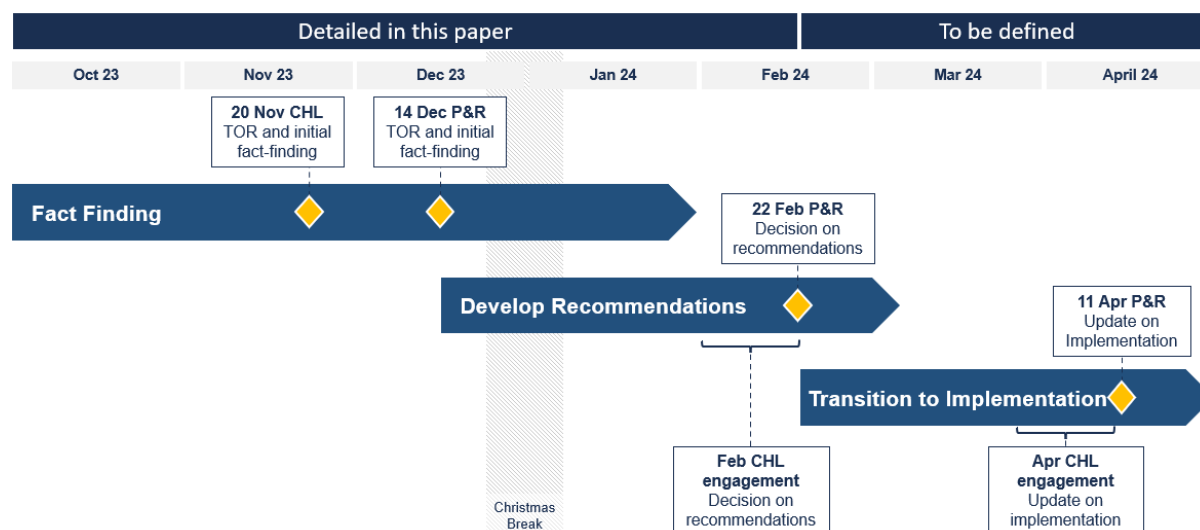 Detailed in this paper
To be defined
Oct 23
Nov 23
Dec 23
Jan 24
Feb 24
Mar 24
April 24
20 Nov CHL
TOR and initial
fact-finding
14 Dec P&R
TOR and initial
fact-finding
Fact Finding
22 Feb P&R
Decision on
recommendations
Develop Recommendations
11 Apr P&R
Update on
Implementation
Transition to Implementation
Feb CHL
engagement
Decision on
recommendations
Apr CHL
engagement
Update on
implementation
Christmas
Break